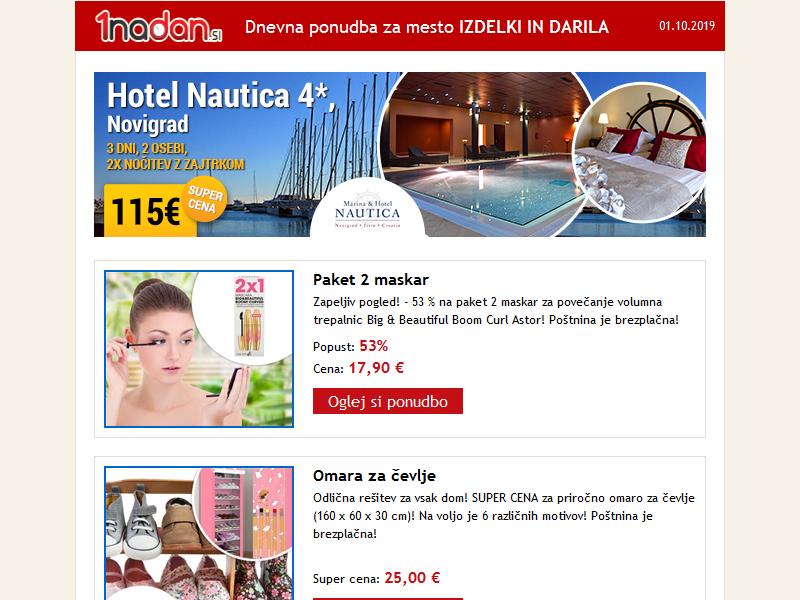 1nadan.si
Dnevna ponudba za mesto IZDELKI IN DARILA
01.10.2019
Hotel Nautica 4*,
Novigrad
3 DNI, 2 OSEBI,
2X NOČITEV Z ZAJTRKOM
115€
SUPER
CENA
Marina & Hotel
NAUTICA
Novigrad • Istra • Croatia
2x1
Paket 2 maskar
Zapeljiv pogled! - 53 % na paket 2 maskar za povečanje volumna
trepalnic Big & Beautiful Boom Curl Astor! Poštnina je brezplačna!
Popust: 53%
Cena: 17,90 €
Oglej si ponudbo
Omara za čevlje
Odlična rešitev za vsak dom! SUPER CENA za priročno omaro za čevlje
(160 x 60 x 30 cm)! Na voljo je 6 različnih motivov! Poštnina je
brezplačna!
Super cena: 25,00 €